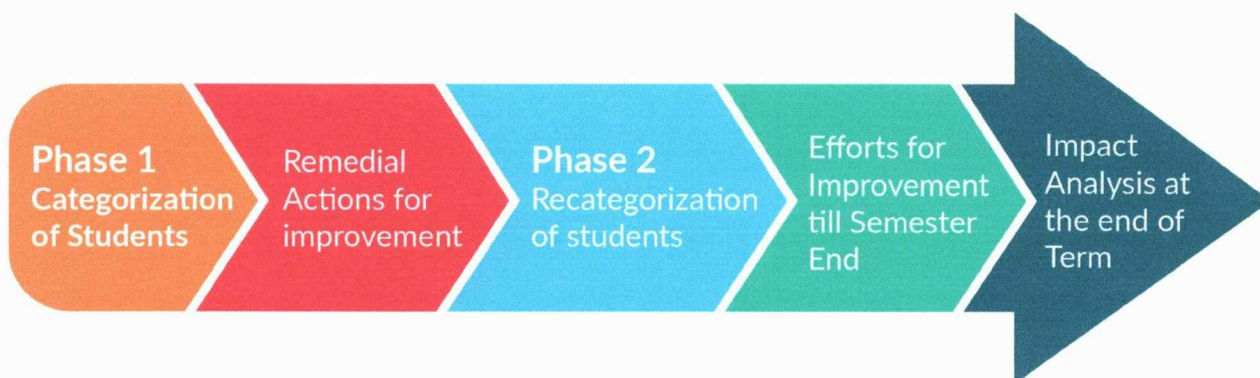 Phase 1
Categorization
of Students
Remedial
Actions for
improvement
Phase 2
Recategorization
of students
Efforts for
Improvement
till Semester
End
Impact
Analysis at
the end of
Term